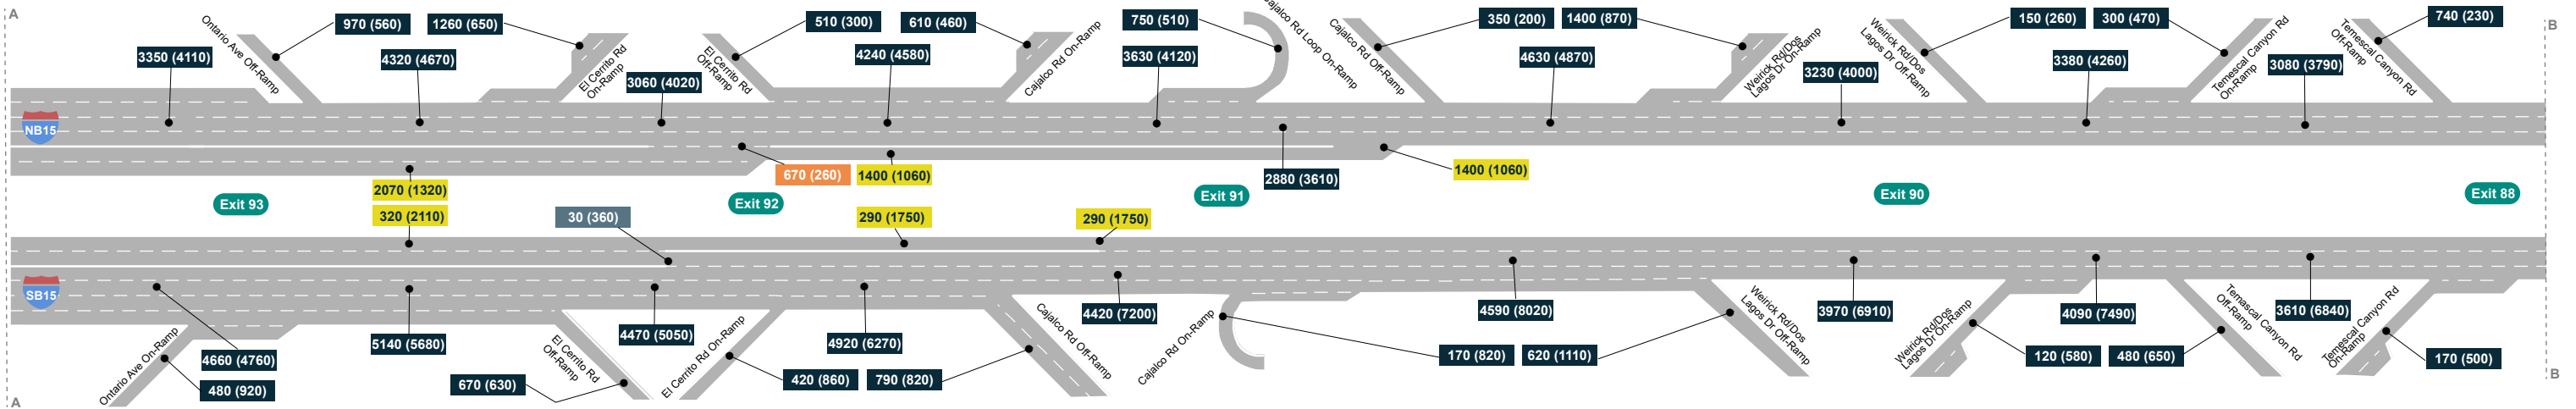 A
B
Ontario Ave Off-Ramp
970 (560)
1260 (650)
510 (300)
610 (460)
750 (510)
350 (200)
1400 (870)
150 (260)
300 (470)
740 (230)
3350 (4110)
4320 (4670)
El Cerrito Rd
On-Ramp
3060 (4020)
El Cerrito Rd
Off-Ramp
4240 (4580)
Cajalco Rd On-Ramp
3630 (4120)
Cajalco Rd Loop On-Ramp
Cajalco Rd Off-Ramp
4630 (4870)
Weirick Rd/Dos
Lagos Dr On-Ramp
3230 (4000)
Weirick Rd/Dos
Lagos Dr Off-Ramp
3380 (4260)
Temescal Canyon Rd
On-Ramp
3080 (3790)
Temescal Canyon Rd
Off-Ramp
NB15
2070 (1320)
670 (260)
1400 (1060)
2880 (3610)
1400 (1060)
Exit 93
Exit 92
Exit 91
Exit 90
Exit 88
320 (2110)
30 (360)
290 (1750)
290 (1750)
SB15
Ontario Ave On-Ramp
4660 (4760)
480 (920)
5140 (5680)
El Cerrito Rd
Off-Ramp
670 (630)
4470 (5050)
El Cerrito Rd On-Ramp
420 (860)
4920 (6270)
790 (820)
Cajalco Rd Off-Ramp
4420 (7200)
Cajalco Rd On-Ramp
170 (820)
620 (1110)
4590 (8020)
Weirick Rd/Dos
Lagos Dr Off-Ramp
3970 (6910)
Weirick Rd/Dos
Lagos Dr On-Ramp
120 (580)
480 (650)
4090 (7490)
Temascal Canyon Rd
Off-Ramp
3610 (6840)
Temescal Canyon Rd
On-Ramp
170 (500)
A
B